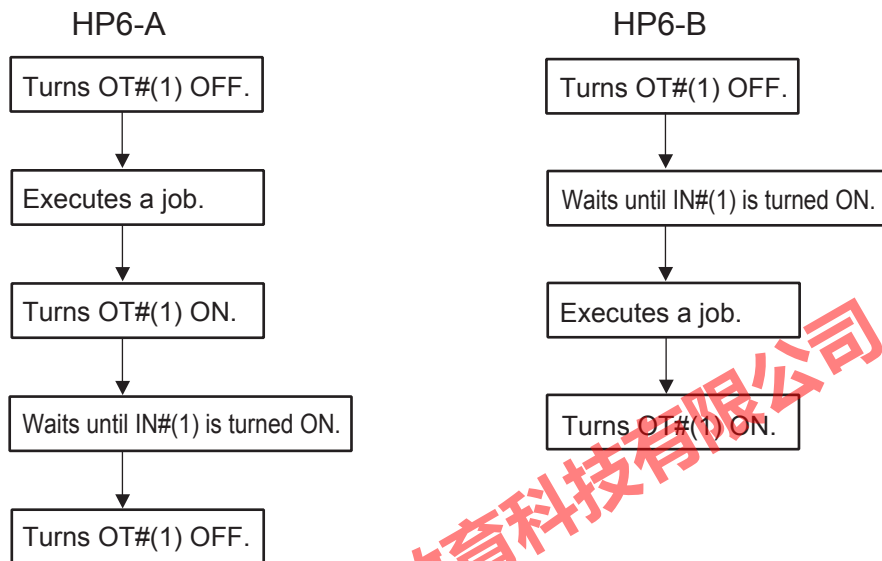 HP6-A
Turns OT#(1) OFF.
Executes a job.
Turns OT#(1) ON.
Waits until IN#(1) is turned ON.
Turns OT#(1) OFF.
HP6-B
Turns OT#(1) OFF.
Waits until IN#(1) is turned ON.
Executes a job.
Turns OT#(1) ON.
育科技有限公司